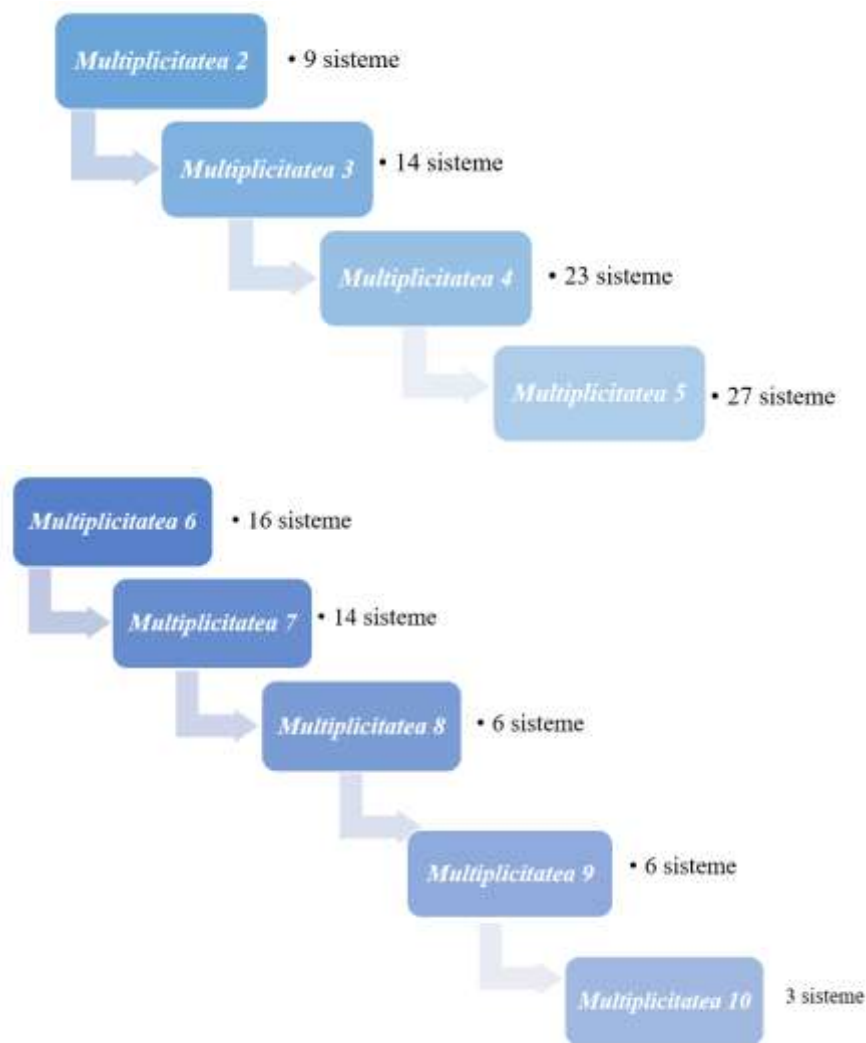 Multiplicitatea 2 • 9 sisteme
Multiplicitatea 3 • 14 sisteme
Multiplicitatea 4 • 23 sisteme
Multiplicitatea 5 • 27 sisteme
Multiplicitatea 6 • 16 sisteme
Multiplicitatea 7 • 14 sisteme
Multiplicitatea 8 • 6 sisteme
Multiplicitatea 9 • 6 sisteme
Multiplicitatea 10 3 sisteme